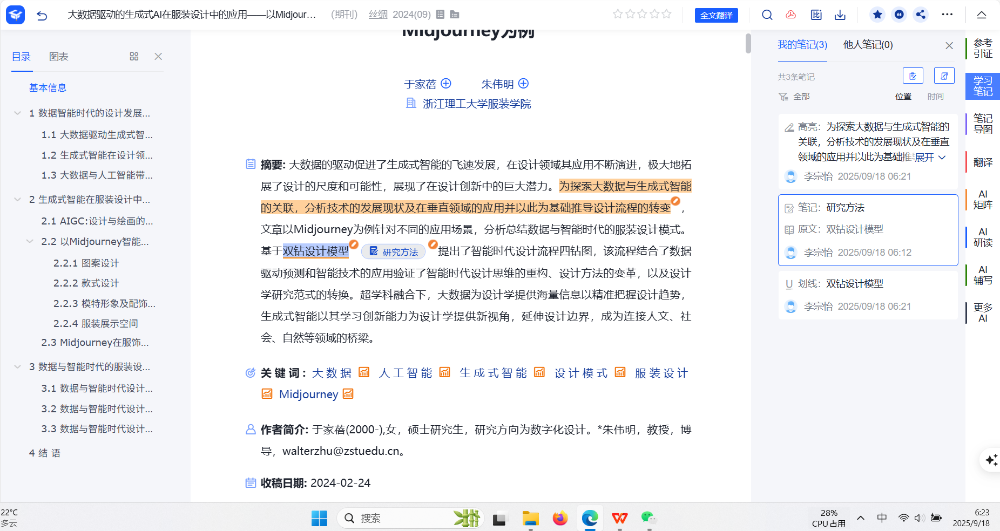 大数据驱动的生成式AI在服装设计中的应用——以Midjour... (期刊) 丝绸 2024(09) 全文翻译
目录 图表
基本信息
1 数据智能时代的设计发展...
1.1 大数据驱动生成式智...
1.2 生成式智能在设计领...
1.3 大数据与人工智能带...
2 生成式智能在服装设计中...
2.1 AIGC:设计与绘画的...
2.2 以Midjourney智能...
2.2.1 图案设计
2.2.2 款式设计
2.2.3 模特形象及配饰...
2.2.4 服装展示空间
2.3 Midjourney在服饰...
3 数据与智能时代的服装设...
3.1 数据与智能时代设计...
3.2 数据与智能时代设计...
3.3 数据与智能时代设计...
4 结 语
Midjourney为例
于家蓓 朱伟明
浙江理工大学服装学院
摘要: 大数据的驱动促进了生成式智能的飞速发展，在设计领域其应用不断演进，极大地拓
展了设计的尺度和可能性，展现了在设计创新中的巨大潜力。为探索大数据与生成式智能
的关联，分析技术的发展现状及在垂直领域的应用并以此为基础推导设计流程的转变，
文章以Midjourney为例针对不同的应用场景，分析总结数据与智能时代的服装设计模式。
基于双钻设计模型 研究方法 提出了智能时代设计流程四钻图，该流程结合了数据
驱动预测和智能技术的应用验证了智能时代设计思维的重构、设计方法的变革，以及设计
学研究范式的转换。超学科融合下，大数据为设计学提供海量信息以精准把握设计趋势，
生成式智能以其学习创新能力为设计学提供新视角，延伸设计边界，成为连接人文、社
会、自然等领域的桥梁。
关键词: 大数据 人工智能 生成式智能 设计模式 服装设计
Midjourney
作者简介: 于家蓓(2000-),女，硕士研究生，研究方向为数字化设计。*朱伟明，教授，博
导，walterzhu@zstuedu.cn。
收稿日期: 2024-02-24
我的笔记(3) 他人笔记(0)
共3条笔记
全部 位置 时间
高亮: 为探索大数据与生成式智能的
关联，分析技术的发展现状及在垂直
领域的应用并以此为基础推 展开
李宗怡 2025/09/18 06:21
笔记: 研究方法
原文: 双钻设计模型
李宗怡 2025/09/18 06:12
划线: 双钻设计模型
李宗怡 2025/09/18 06:21
参考
引证
学习
笔记
笔记
导图
翻译
AI
矩阵
AI
研读
AI
辅写
更多
AI
22°C
多云
搜索
28%
CPU 占用
中
6:23
2025/9/18